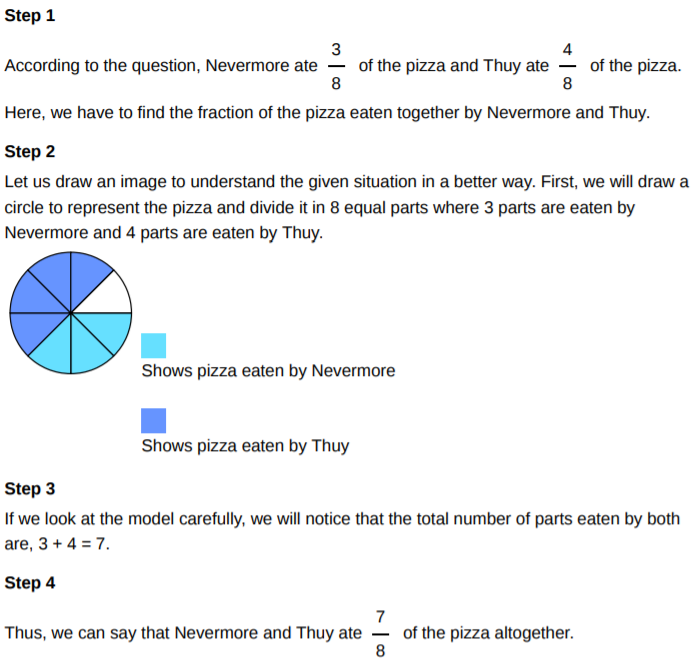 Step 1
According to the question, Nevermore ate 3/8 of the pizza and Thuy ate 4/8 of the pizza.
Here, we have to find the fraction of the pizza eaten together by Nevermore and Thuy.
Step 2
Let us draw an image to understand the given situation in a better way. First, we will draw a
circle to represent the pizza and divide it in 8 equal parts where 3 parts are eaten by
Nevermore and 4 parts are eaten by Thuy.
Shows pizza eaten by Nevermore
Shows pizza eaten by Thuy
Step 3
If we look at the model carefully, we will notice that the total number of parts eaten by both
are, 3 + 4 = 7.
Step 4
Thus, we can say that Nevermore and Thuy ate 7/8 of the pizza altogether.